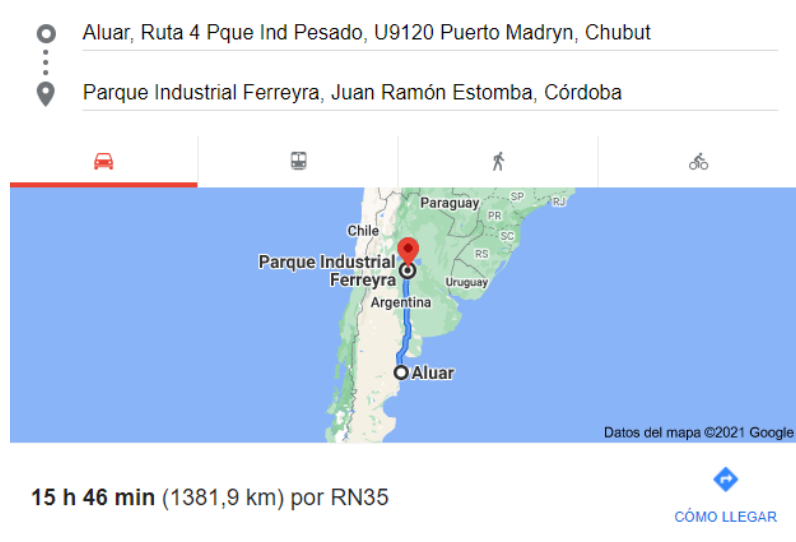 Aluar, Ruta 4 Pque Ind Pesado, U9120 Puerto Madryn, Chubut
Parque Industrial Ferreyra, Juan Ramón Estomba, Córdoba
Paraguay
SP
RJ
PR
Chile
SC
Parque Industrial
Ferreyra
RS
Uruguay
Argentina
Aluar
Datos del mapa ©2021 Google
15 h 46 min (1381,9 km) por RN35
CÓMO LLEGAR